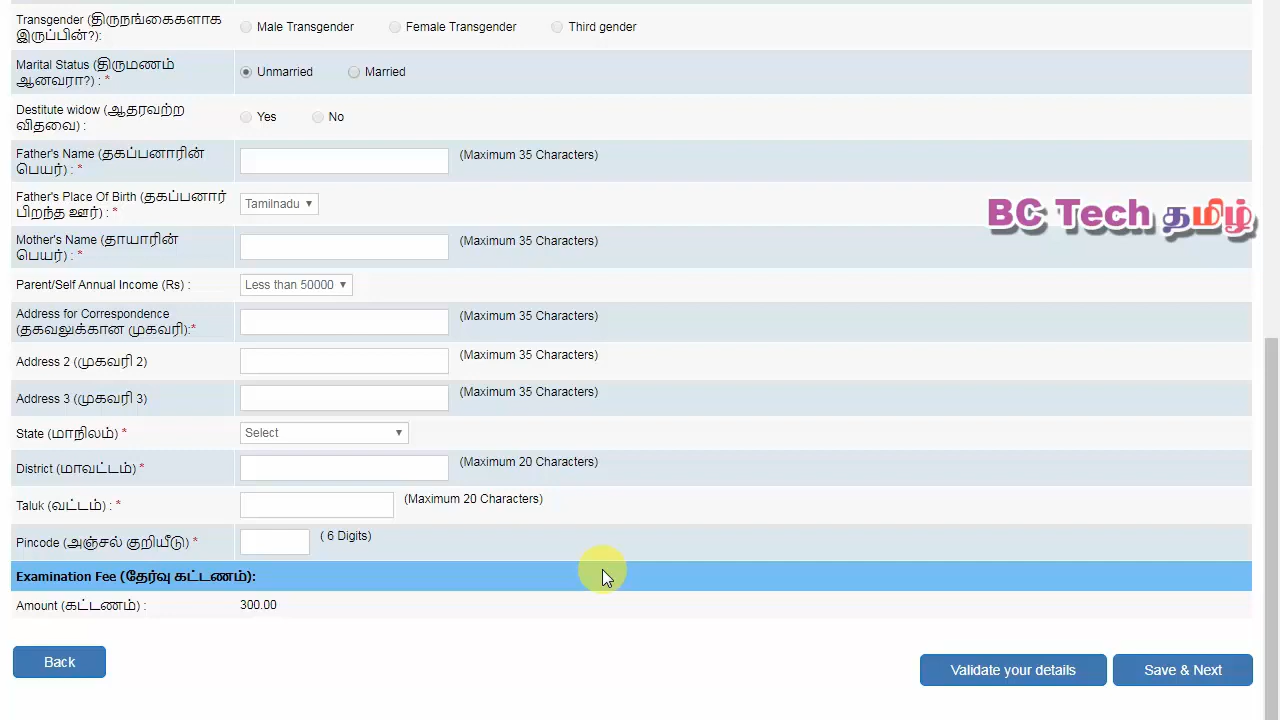 Transgender (திருநங்கைகளாக
இருப்பின்?):
Male Transgender Female Transgender Third gender
Marital Status (திருமணம்
ஆனவரா?) : *
Unmarried Married
Destitute widow (ஆதரவற்ற
விதவை) :
Yes No
Father's Name (தகப்பனாரின்
பெயர்) : *
(Maximum 35 Characters)
Father's Place Of Birth (தகப்பனார்
பிறந்த ஊர்) : *
Tamilnadu
BC Tech தமிழ்
Mother's Name (தாயாரின்
பெயர்) : *
(Maximum 35 Characters)
Parent/Self Annual Income (Rs) :
Less than 50000
Address for Correspondence
(தகவலுக்கான முகவரி):*
(Maximum 35 Characters)
Address 2 (முகவரி 2)
(Maximum 35 Characters)
Address 3 (முகவரி 3)
(Maximum 35 Characters)
State (மாநிலம்) *
Select
District (மாவட்டம்) *
(Maximum 20 Characters)
Taluk (வட்டம்) : *
(Maximum 20 Characters)
Pincode (அஞ்சல் குறியீடு) *
( 6 Digits)
Examination Fee (தேர்வு கட்டணம்):
Amount (கட்டணம்) :
300.00
Back
Validate your details
Save & Next